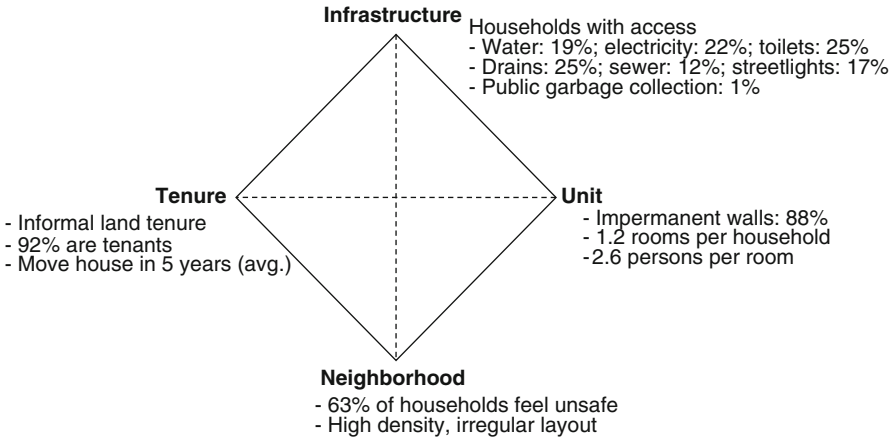 Infrastructure
Households with access
- Water: 19%; electricity: 22%; toilets: 25%
- Drains: 25%; sewer: 12%; streetlights: 17%
- Public garbage collection: 1%
Tenure
- Informal land tenure
- 92% are tenants
- Move house in 5 years (avg.)
Unit
- Impermanent walls: 88%
- 1.2 rooms per household
-2.6 persons per room
Neighborhood
- 63% of households feel unsafe
- High density, irregular layout